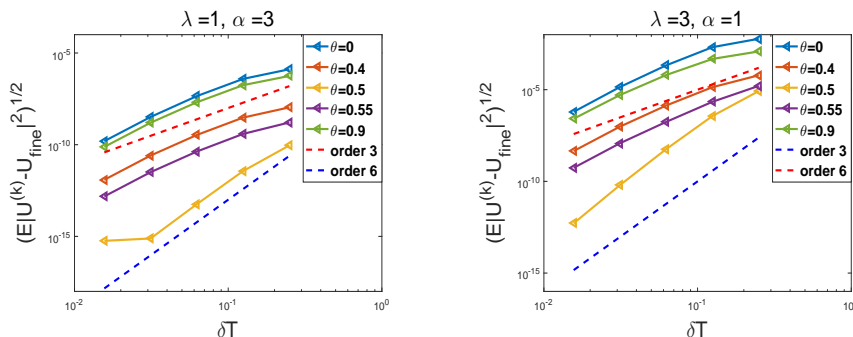 λ =1, α =3
(E|U^(k)-U_fine|^2)^1/2
10^-5
10^-10
10^-15
10^-2
10^-1
10^0
δT
θ=0
θ=0.4
θ=0.5
θ=0.55
θ=0.9
order 3
order 6
λ =3, α =1
(E|U^(k)-U_fine|^2)^1/2
10^-5
10^-10
10^-15
10^-2
10^-1
10^0
δT
θ=0
θ=0.4
θ=0.5
θ=0.55
θ=0.9
order 3
order 6